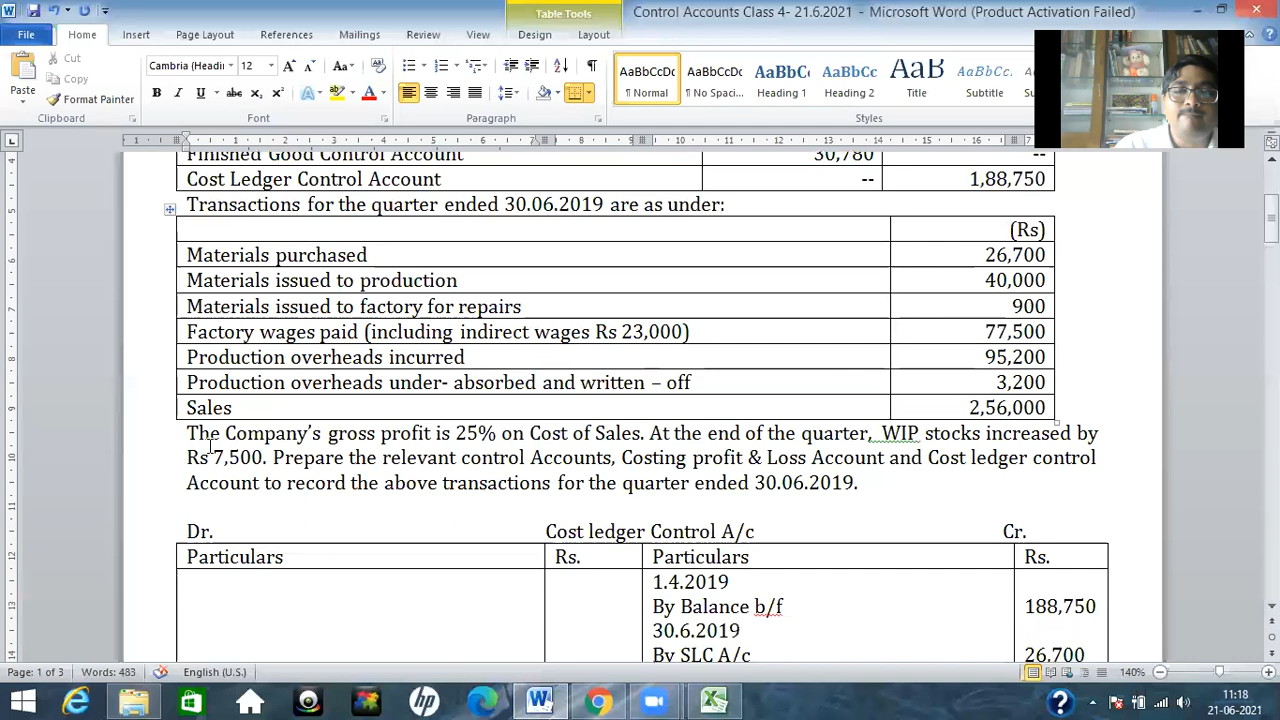 Table Tools
Control Accounts Class 4- 21.6.2021 - Microsoft Word (Product Activation Failed)
File Home Insert Page Layout References Mailings Review View Design Layout
Paste
Cut
Copy
Format Painter
Clipboard
Cambria (Headi 12
Font
Paragraph
AaBbCcDc
¶ Normal
AaBbCcDc
¶ No Spaci...
AaBbCc
Heading 1
AaBbCc
Heading 2
AaB
Title
AaBbCc.
Subtitle
Styles
Finished Good Control Account 30,780 --
Cost Ledger Control Account -- 1,88,750
Transactions for the quarter ended 30.06.2019 are as under:
(Rs)
Materials purchased 26,700
Materials issued to production 40,000
Materials issued to factory for repairs 900
Factory wages paid (including indirect wages Rs 23,000) 77,500
Production overheads incurred 95,200
Production overheads under- absorbed and written – off 3,200
Sales 2,56,000
The Company's gross profit is 25% on Cost of Sales. At the end of the quarter, WIP stocks increased by
Rs 7,500. Prepare the relevant control Accounts, Costing profit & Loss Account and Cost ledger control
Account to record the above transactions for the quarter ended 30.06.2019.
Dr. Cost ledger Control A/c Cr.
Particulars Rs. Particulars Rs.
1.4.2019
By Balance b/f 188,750
30.6.2019
By SLC A/c 26,700
Page: 1 of 3 Words: 483 English (U.S.) 140%
11:18
21-06-2021